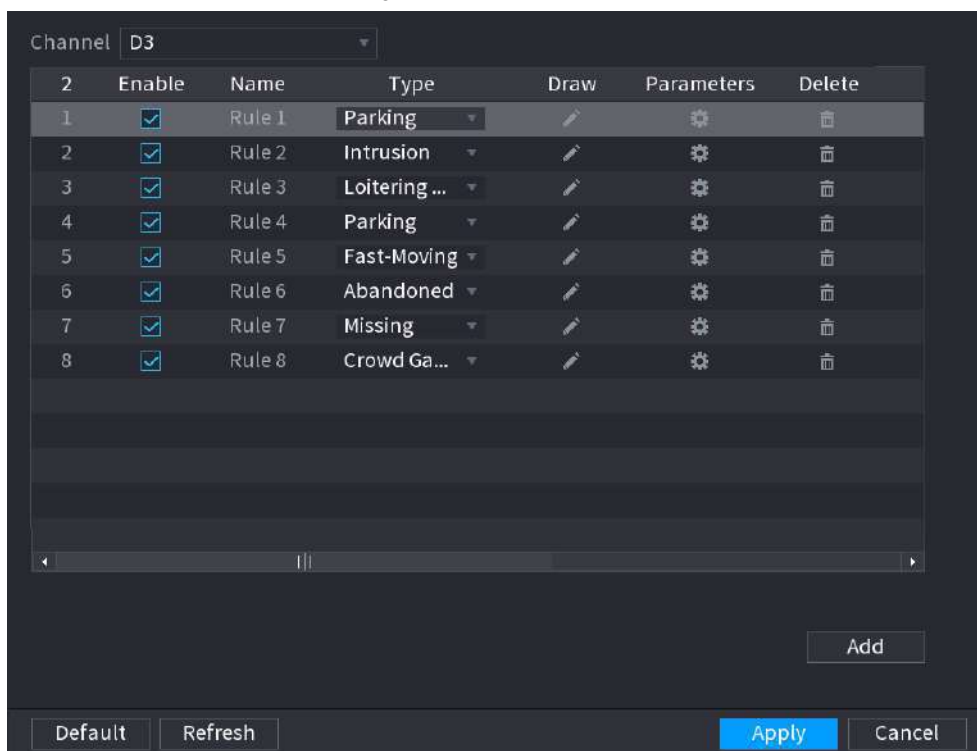 Channel D3
2 Enable Name Type Draw Parameters Delete
1 Rule 1 Parking
2 Rule 2 Intrusion
3 Rule 3 Loitering ...
4 Rule 4 Parking
5 Rule 5 Fast-Moving
6 Rule 6 Abandoned
7 Rule 7 Missing
8 Rule 8 Crowd Ga...
Add
Default Refresh Apply Cancel